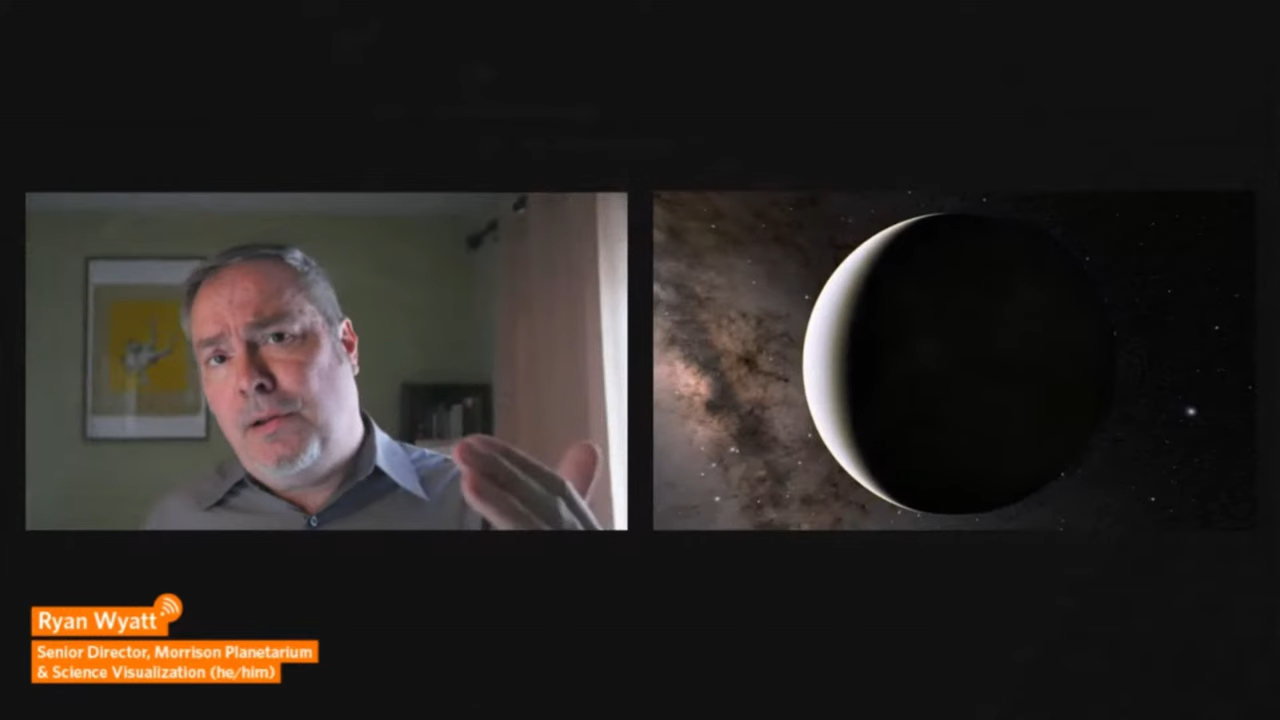 Ryan Wyatt
Senior Director, Morrison Planetarium
& Science Visualization (he/him)